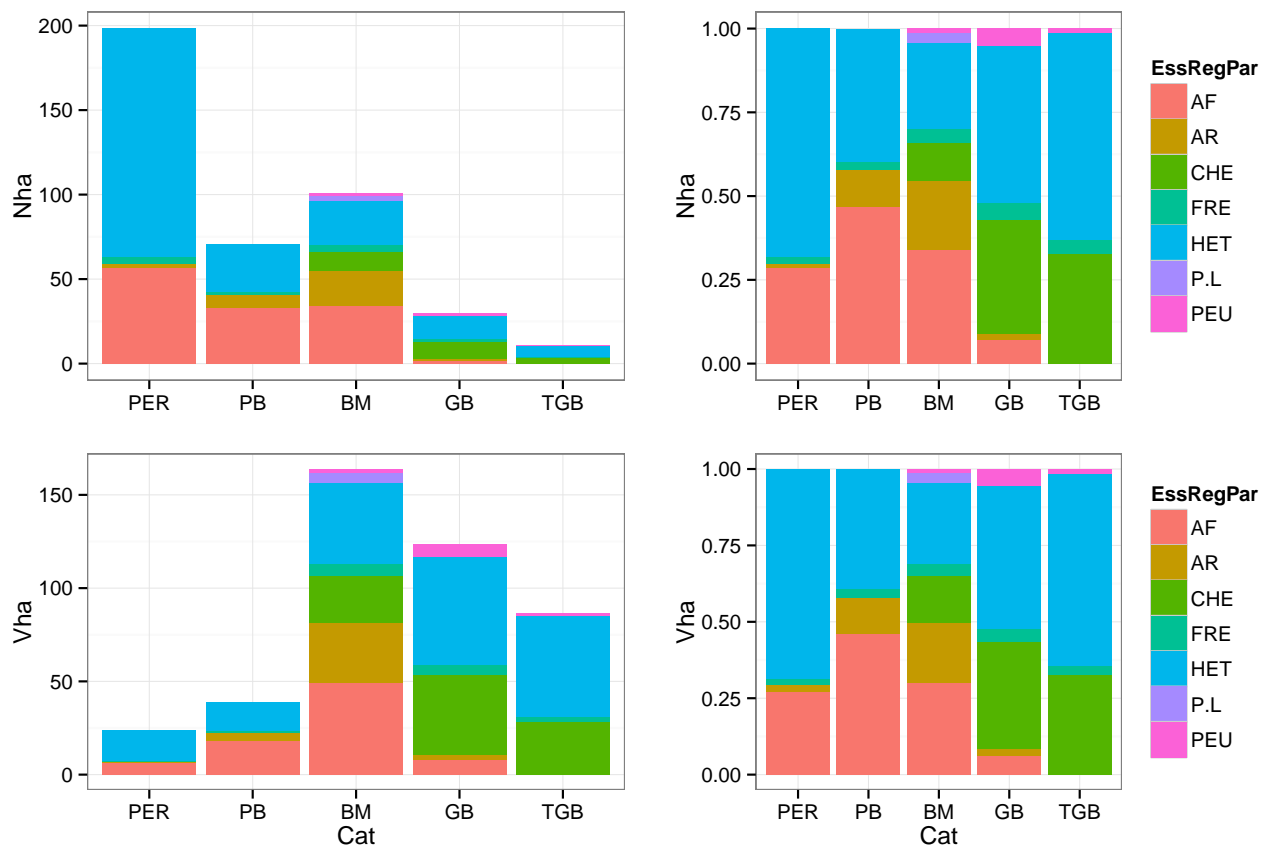 Nha
200
150
100
50
0
PER PB BM GB TGB
Nha
1.00
0.75
0.50
0.25
0.00
PER PB BM GB TGB
EssRegPar
AF
AR
CHE
FRE
HET
P.L
PEU
Vha
150
100
50
0
PER PB BM GB TGB
Cat
Vha
1.00
0.75
0.50
0.25
0.00
PER PB BM GB TGB
Cat
EssRegPar
AF
AR
CHE
FRE
HET
P.L
PEU